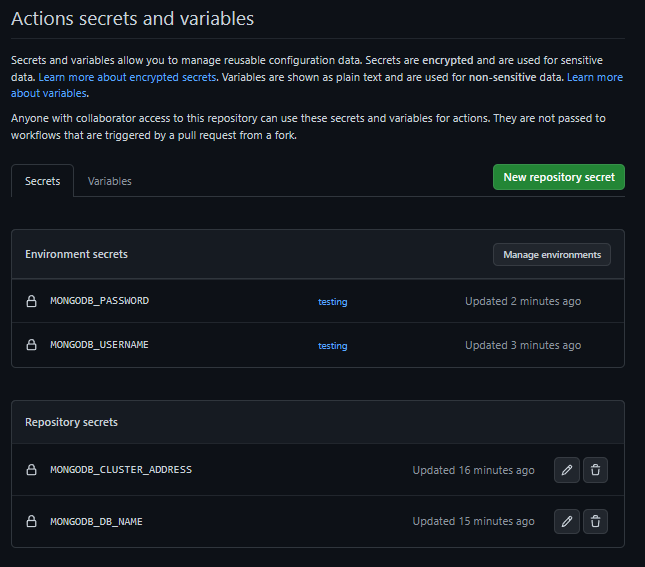 Actions secrets and variables
Secrets and variables allow you to manage reusable configuration data. Secrets are encrypted and are used for sensitive
data. Learn more about encrypted secrets. Variables are shown as plain text and are used for non-sensitive data. Learn more
about variables.
Anyone with collaborator access to this repository can use these secrets and variables for actions. They are not passed to
workflows that are triggered by a pull request from a fork.
Secrets Variables New repository secret
Environment secrets Manage environments
MONGODB_PASSWORD testing Updated 2 minutes ago
MONGODB_USERNAME testing Updated 3 minutes ago
Repository secrets
MONGODB_CLUSTER_ADDRESS Updated 16 minutes ago
MONGODB_DB_NAME Updated 15 minutes ago